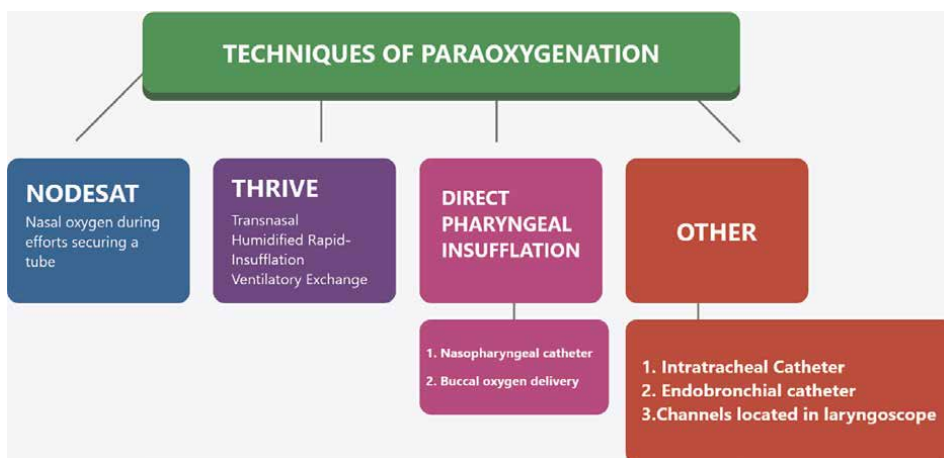 TECHNIQUES OF PARAOXYGENATION
NODESAT
Nasal oxygen during
efforts securing a
tube
THRIVE
Transnasal
Humidified Rapid-
Insufflation
Ventilatory Exchange
DIRECT
PHARYNGEAL
INSUFFLATION
1. Nasopharyngeal catheter
2. Buccal oxygen delivery
OTHER
1. Intratracheal Catheter
2. Endobronchial catheter
3.Channels located in laryngoscope